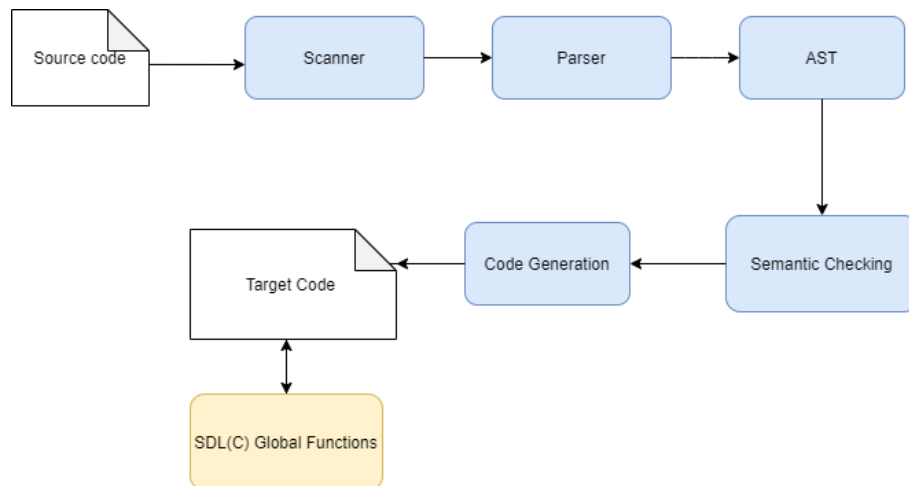 Source code
Scanner
Parser
AST
Semantic Checking
Code Generation
Target Code
SDL(C) Global Functions